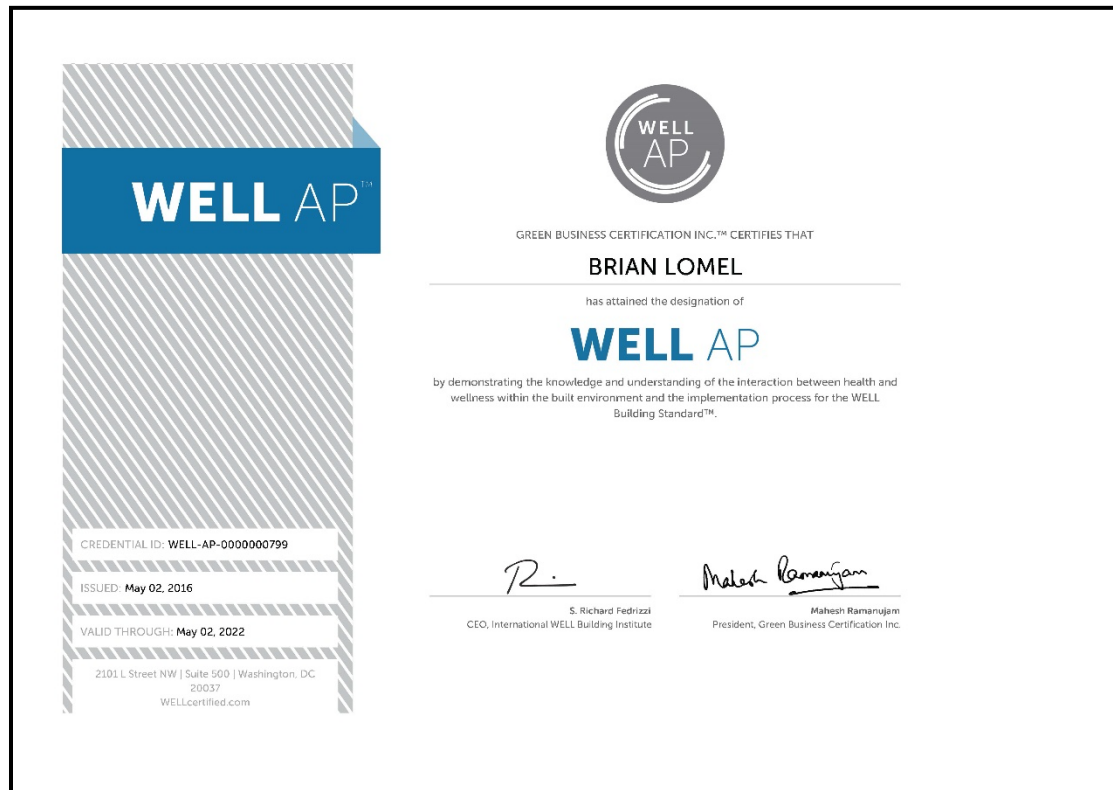 WELL AP™
CREDENTIAL ID: WELL-AP-0000000799
ISSUED: May 02, 2016
VALID THROUGH: May 02, 2022
2101 L Street NW | Suite 500 | Washington, DC
20037
WELLcertified.com
WELL
AP
GREEN BUSINESS CERTIFICATION INC.™ CERTIFIES THAT
BRIAN LOMEL
has attained the designation of
WELL AP
by demonstrating the knowledge and understanding of the interaction between health and
wellness within the built environment and the implementation process for the WELL
Building Standard™.
Mahesh Ramanujam
S. Richard Fedrizzi
CEO, International WELL Building Institute
Mahesh Ramanujam
President, Green Business Certification Inc.